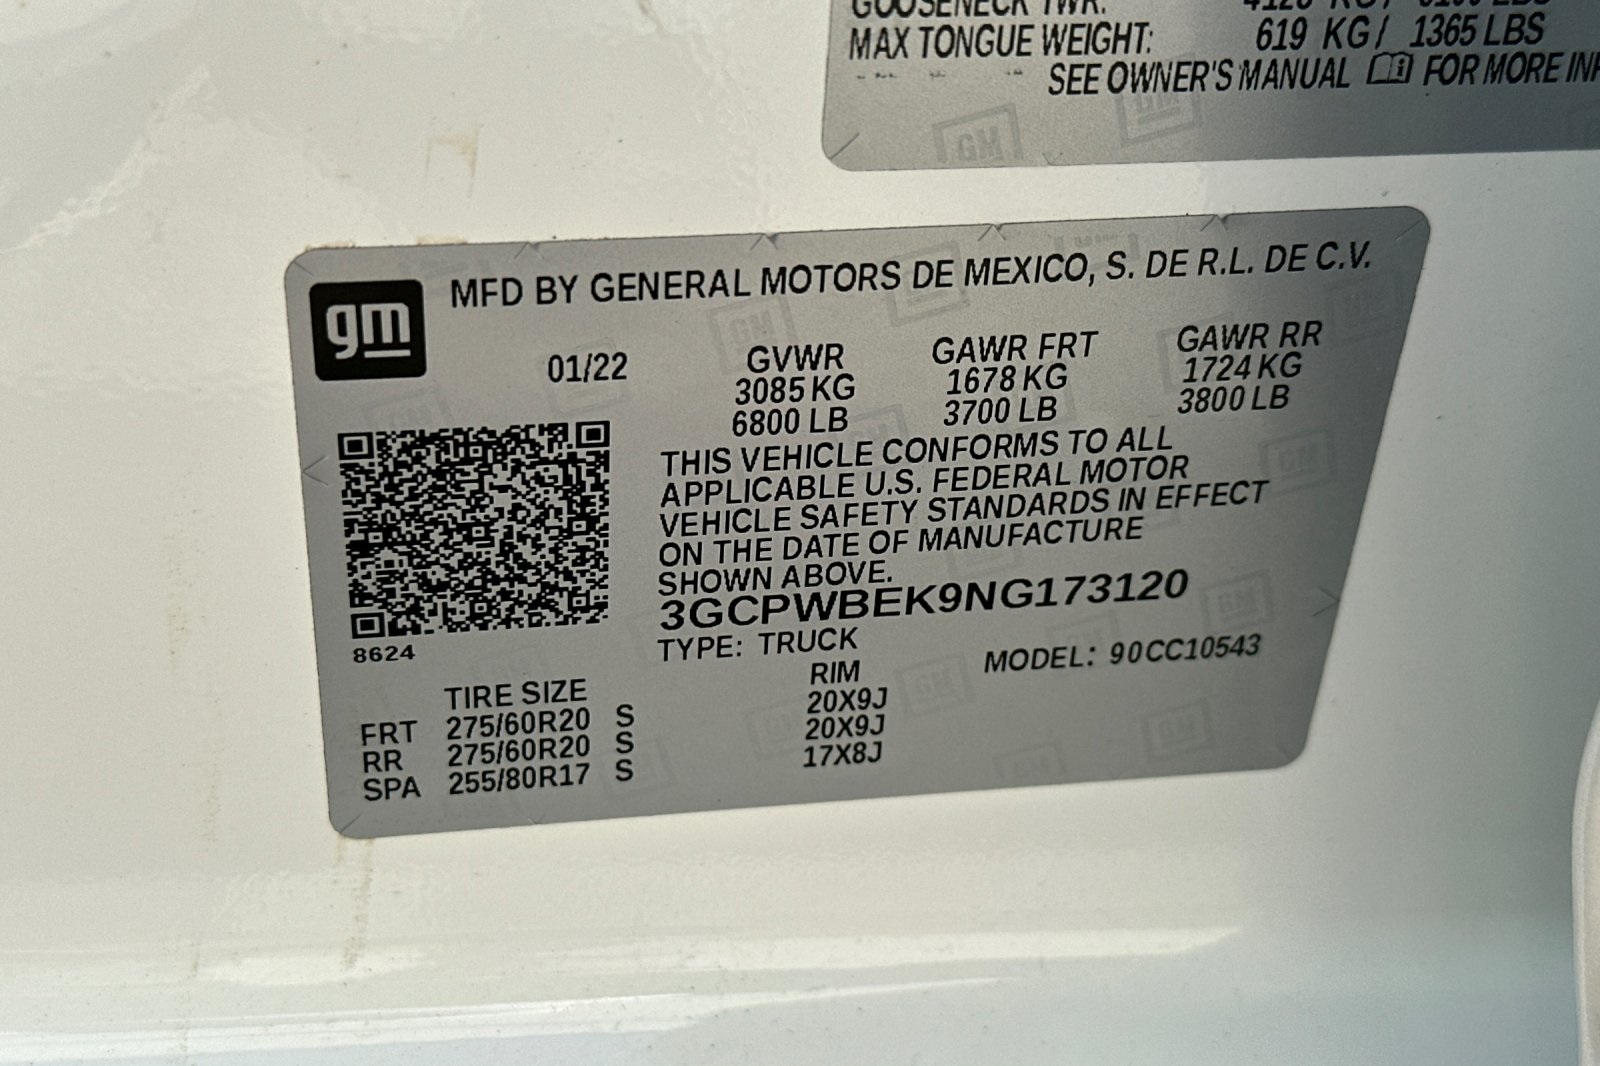 GOOSENECK TWR:
MAX TONGUE WEIGHT: 619 KG/ 1365 LBS
SEE OWNER'S MANUAL FOR MORE
GM GM
gm
MFD BY GENERAL MOTORS DE MEXICO, S. DE R.L. DE C.V.
01/22 GVWR GAWR FRT GAWR RR
3085 KG 1678 KG 1724 KG
6800 LB 3700 LB 3800 LB
THIS VEHICLE CONFORMS TO ALL
APPLICABLE U.S. FEDERAL MOTOR
VEHICLE SAFETY STANDARDS IN EFFECT
ON THE DATE OF MANUFACTURE
SHOWN ABOVE.
3GCPWBEK9NG173120
8624
TYPE: TRUCK MODEL: 90CC10543
TIRE SIZE RIM
FRT 275/60R20 S 20X9J
RR 275/60R20 S 20X9J
SPA 255/80R17 S 17X8J